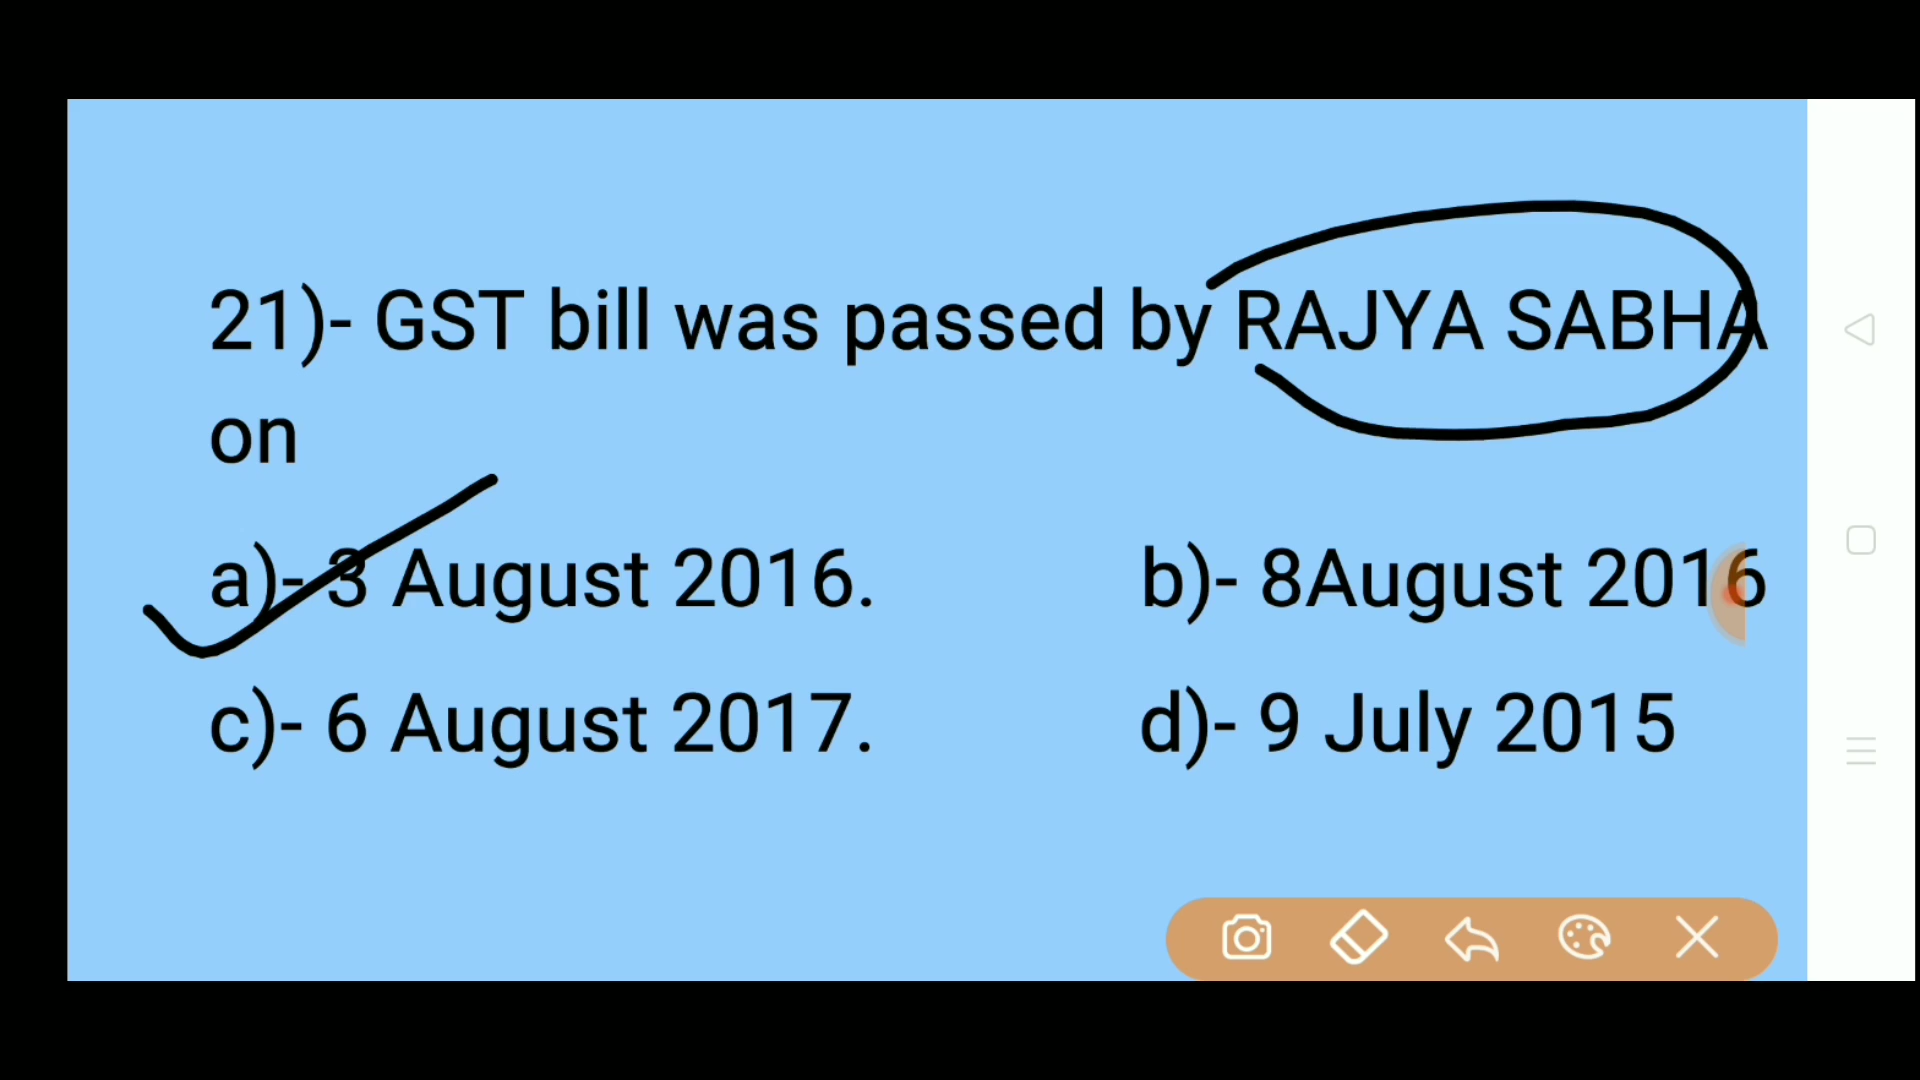 21)- GST bill was passed by RAJYA SABHA
on
a)- 3 August 2016. b)- 8August 2016
c)- 6 August 2017. d)- 9 July 2015